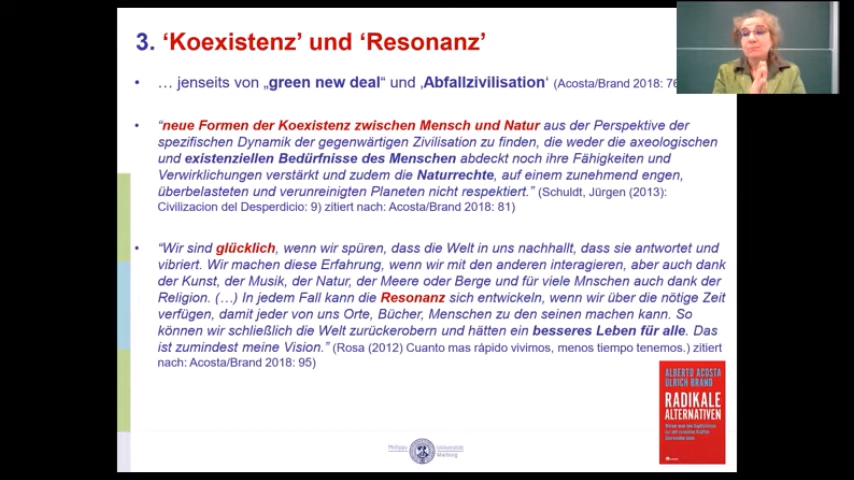 3. ‘Koexistenz’ und ‘Resonanz’
• … jenseits von „green new deal“ und ‚Abfallzivilisation‘ (Acosta/Brand 2018: 76
• “neue Formen der Koexistenz zwischen Mensch und Natur aus der Perspektive der
spezifischen Dynamik der gegenwärtigen Zivilisation zu finden, die weder die axeologischen
und existenziellen Bedürfnisse des Menschen abdeckt noch ihre Fähigkeiten und
Verwirklichungen verstärkt und zudem die Naturrechte, auf einem zunehmend engen,
überbelasteten und verunreinigten Planeten nicht respektiert.” (Schuldt, Jürgen (2013):
Civilizacion del Desperdicio: 9) zitiert nach: Acosta/Brand 2018: 81)
• “Wir sind glücklich, wenn wir spüren, dass die Welt in uns nachhallt, dass sie antwortet und
vibriert. Wir machen diese Erfahrung, wenn wir mit den anderen interagieren, aber auch dank
der Kunst, der Musik, der Natur, der Meere oder Berge und für viele Mnschen auch dank der
Religion. (…) In jedem Fall kann die Resonanz sich entwickeln, wenn wir über die nötige Zeit
verfügen, damit jeder von uns Orte, Bücher, Menschen zu den seinen machen kann. So
können wir schließlich die Welt zurückerobern und hätten ein besseres Leben für alle. Das
ist zumindest meine Vision.” (Rosa (2012) Cuanto mas rápido vivimos, menos tiempo tenemos.) zitiert
nach: Acosta/Brand 2018: 95)
ALBERTO ACOSTA
ULRICH BRAND
RADIKALE
ALTERNATIVEN
Philipps Universität
Marburg